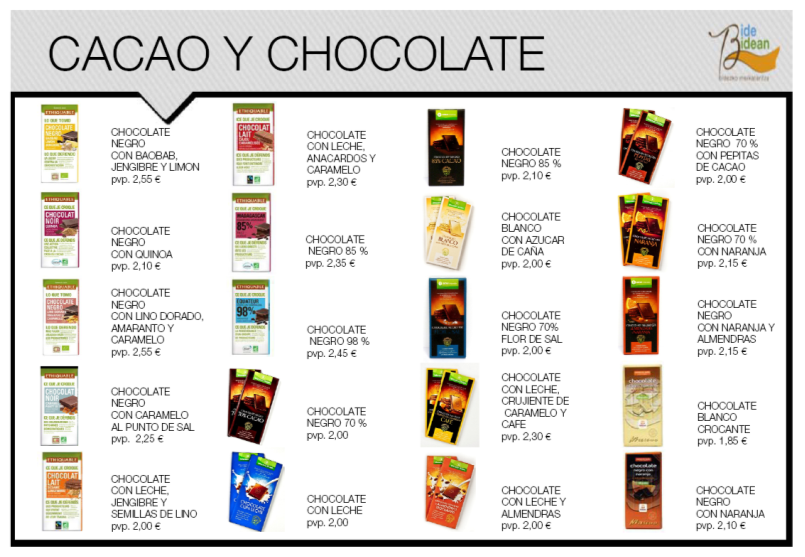 CACAO Y CHOCOLATE
Bide
Bidean
CHOCOLATE
NEGRO
CON BAOBAB,
JENGIBRE Y LIMON
pvp. 2,55 €
CHOCOLATE
NEGRO
CON QUINOA
pvp. 2,10 €
CHOCOLATE
NEGRO
CON LINO DORADO,
AMARANTO Y
CARAMELO
pvp. 2,55 €
CHOCOLATE
NEGRO
CON CARAMELO
AL PUNTO DE SAL
pvp. 2,25 €
CHOCOLATE
CON LECHE,
JENGIBRE Y
SEMILLAS DE LINO
pvp. 2,00 €
CHOCOLATE
CON LECHE,
ANACARDOS Y
CARAMELO
pvp. 2,30 €
CHOCOLATE
NEGRO 85 %
pvp. 2,35 €
CHOCOLATE
NEGRO 98 %
pvp. 2,45 €
CHOCOLATE
NEGRO 70 %
pvp. 2,00
CHOCOLATE
CON LECHE
pvp. 2,00
CHOCOLATE
NEGRO 85 %
pvp. 2,10 €
CHOCOLATE
BLANCO
CON AZUCAR
DE CAÑA
pvp. 2,00 €
CHOCOLATE
NEGRO 70%
FLOR DE SAL
pvp. 2,00 €
CHOCOLATE
CON LECHE,
CRUJIENTE DE
CARAMELO Y
CAFE
pvp. 2,30 €
CHOCOLATE
CON LECHE Y
ALMENDRAS
pvp. 2,00 €
CHOCOLATE
NEGRO 70 %
CON PEPITAS
DE CACAO
pvp. 2,00 €
CHOCOLATE
NEGRO 70 %
CON NARANJA
pvp. 2,15 €
CHOCOLATE
NEGRO
CON NARANJA Y
ALMENDRAS
pvp. 2,15 €
CHOCOLATE
BLANCO
CROCANTE
pvp. 1,85 €
CHOCOLATE
NEGRO
CON NARANJA
pvp. 2,10 €